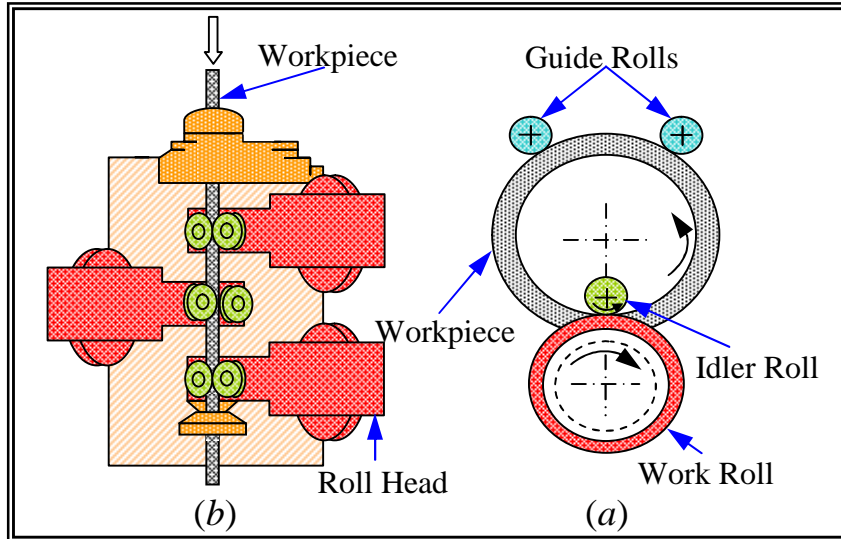 Workpiece
Guide Rolls
Workpiece
Idler Roll
Roll Head
Work Roll
(b)
(a)